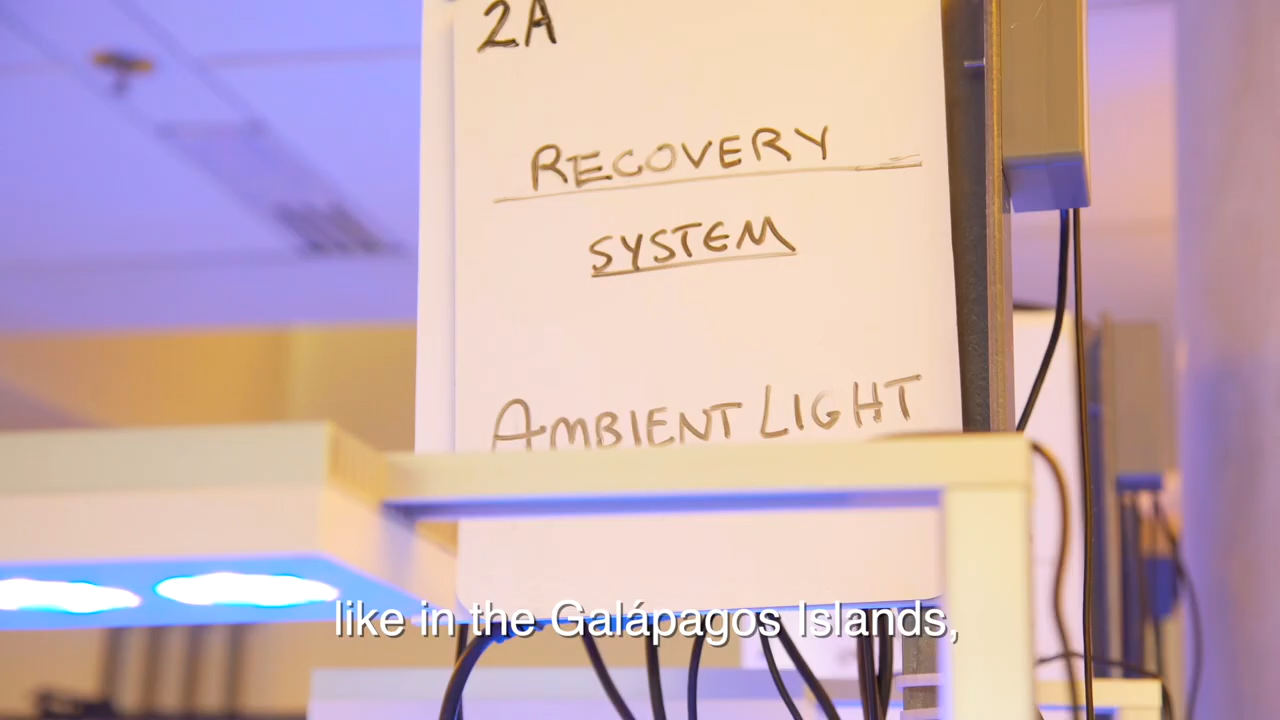 2A
RECOVERY
SYSTEM
AMBIENT LIGHT
like in the Galápagos Islands,